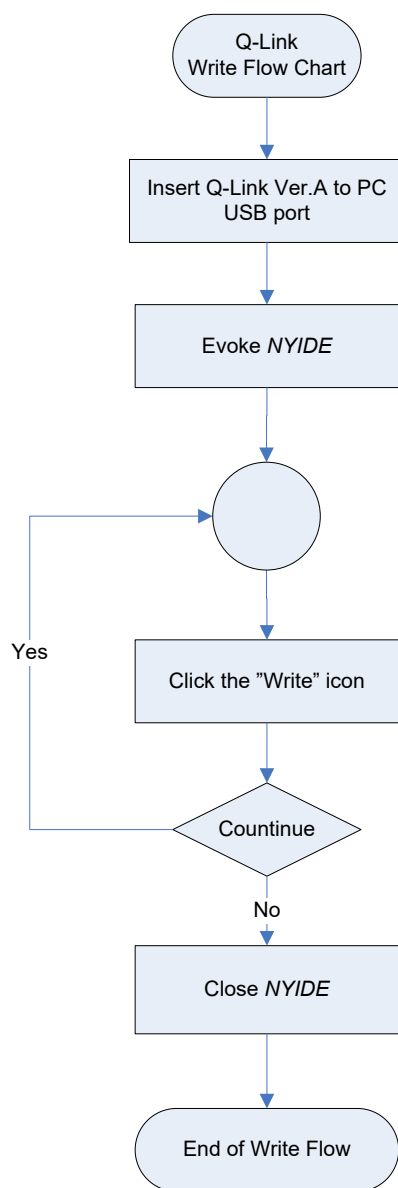 Q-Link
Write Flow Chart
Insert Q-Link Ver.A to PC
USB port
Evoke NYIDE
Yes
Click the ”Write” icon
Countinue
No
Close NYIDE
End of Write Flow